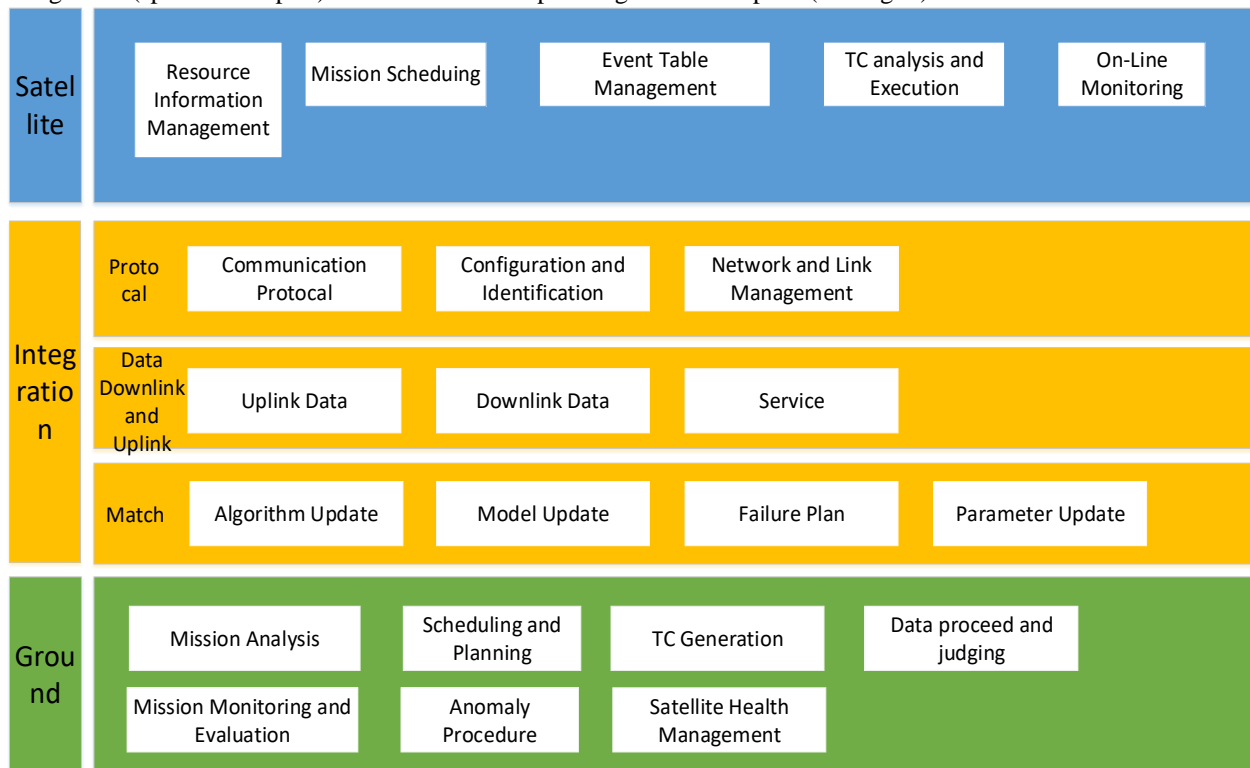 Satel
lite
Resource
Information
Management
Mission Scheduing
Event Table
Management
TC analysis and
Execution
On-Line
Monitoring
Integ
ratio
n
Proto
cal
Communication
Protocal
Configuration and
Identification
Network and Link
Management
Data
Downlink
and
Uplink
Uplink Data
Downlink Data
Service
Match
Algorithm Update
Model Update
Failure Plan
Parameter Update
Grou
nd
Mission Analysis
Scheduling and
Planning
TC Generation
Data proceed and
judging
Mission Monitoring and
Evaluation
Anomaly
Procedure
Satellite Health
Management